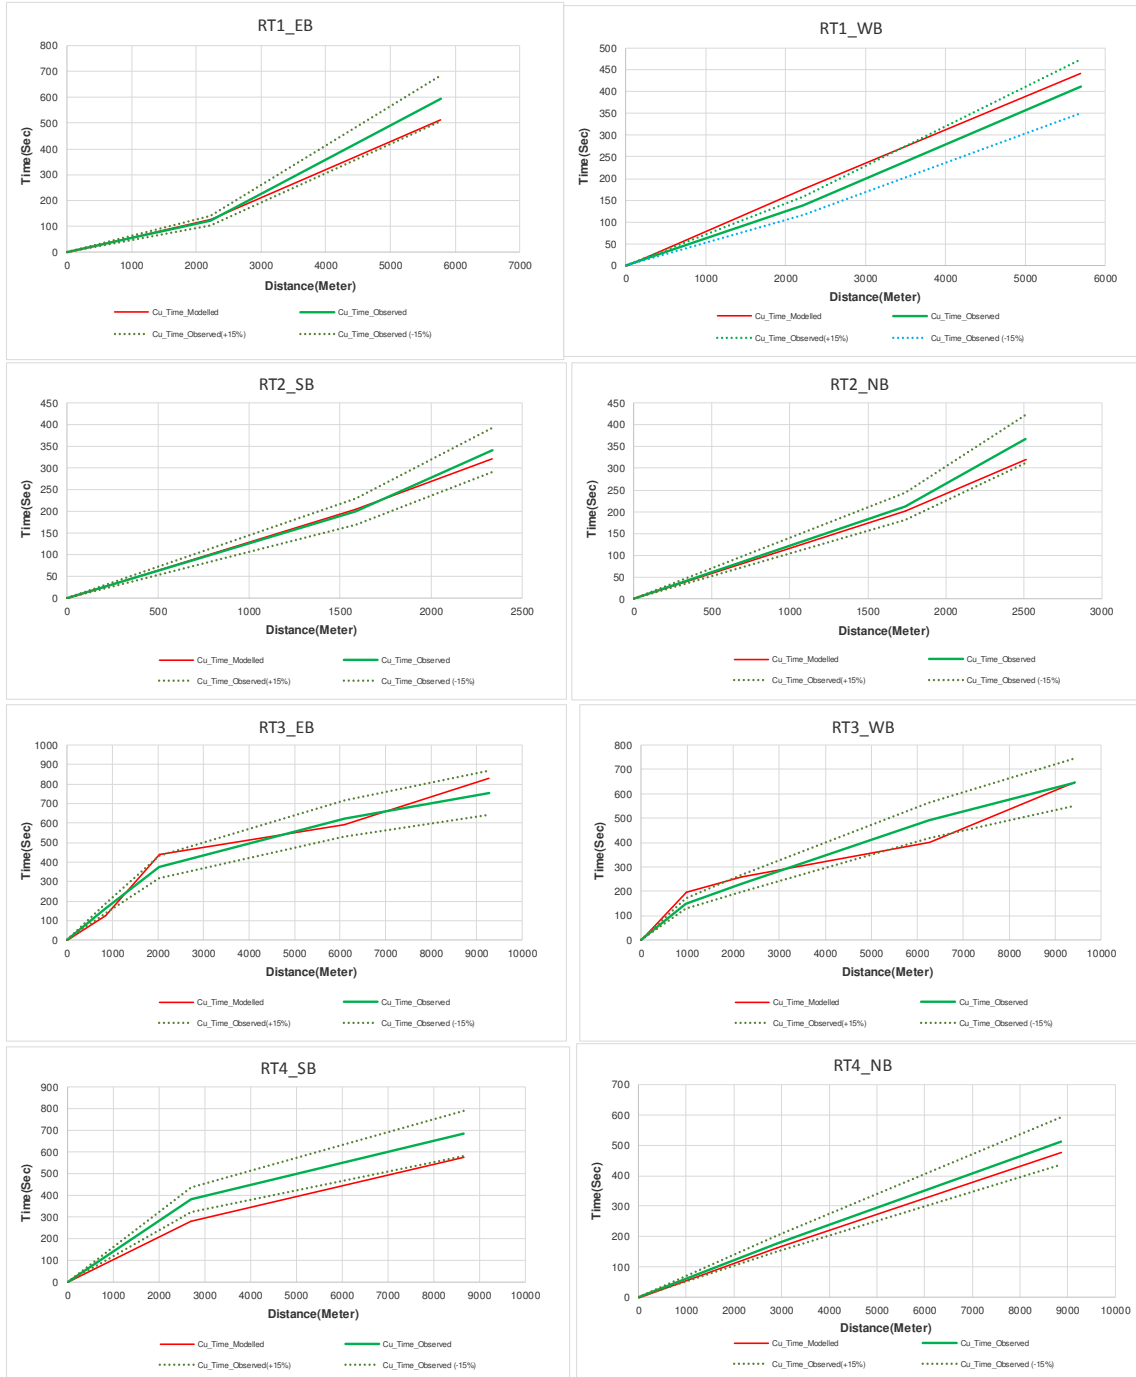 RT1_EB
800
700
600
500
400
300
200
100
0
Time(Sec)
0 1000 2000 3000 4000 5000 6000 7000
Distance(Meter)
Cu_Time_Modelled Cu_Time_Observed
Cu_Time_Observed(+15%) Cu_Time_Observed (-15%)
RT1_WB
500
450
400
350
300
250
200
150
100
50
0
Time(Sec)
0 1000 2000 3000 4000 5000 6000
Distance(Meter)
Cu_Time_Modelled Cu_Time_Observed
Cu_Time_Observed(+15%) Cu_Time_Observed (-15%)
RT2_SB
450
400
350
300
250
200
150
100
50
0
Time(Sec)
0 500 1000 1500 2000 2500
Distance(Meter)
Cu_Time_Modelled Cu_Time_Observed
Cu_Time_Observed(+15%) Cu_Time_Observed (-15%)
RT2_NB
450
400
350
300
250
200
150
100
50
0
Time(Sec)
0 500 1000 1500 2000 2500 3000
Distance(Meter)
Cu_Time_Modelled Cu_Time_Observed
Cu_Time_Observed(+15%) Cu_Time_Observed (-15%)
RT3_EB
1000
900
800
700
600
500
400
300
200
100
0
Time(Sec)
0 1000 2000 3000 4000 5000 6000 7000 8000 9000 10000
Distance(Meter)
Cu_Time_Modelled Cu_Time_Observed
Cu_Time_Observed(+15%) Cu_Time_Observed (-15%)
RT3_WB
800
700
600
500
400
300
200
100
0
Time(Sec)
0 1000 2000 3000 4000 5000 6000 7000 8000 9000 10000
Distance(Meter)
Cu_Time_Modelled Cu_Time_Observed
Cu_Time_Observed(+15%) Cu_Time_Observed (-15%)
RT4_SB
900
800
700
600
500
400
300
200
100
0
Time(Sec)
0 1000 2000 3000 4000 5000 6000 7000 8000 9000 10000
Distance(Meter)
Cu_Time_Modelled Cu_Time_Observed
Cu_Time_Observed(+15%) Cu_Time_Observed (-15%)
RT4_NB
700
600
500
400
300
200
100
0
Time(Sec)
0 1000 2000 3000 4000 5000 6000 7000 8000 9000 10000
Distance(Meter)
Cu_Time_Modelled Cu_Time_Observed
Cu_Time_Observed(+15%) Cu_Time_Observed (-15%)